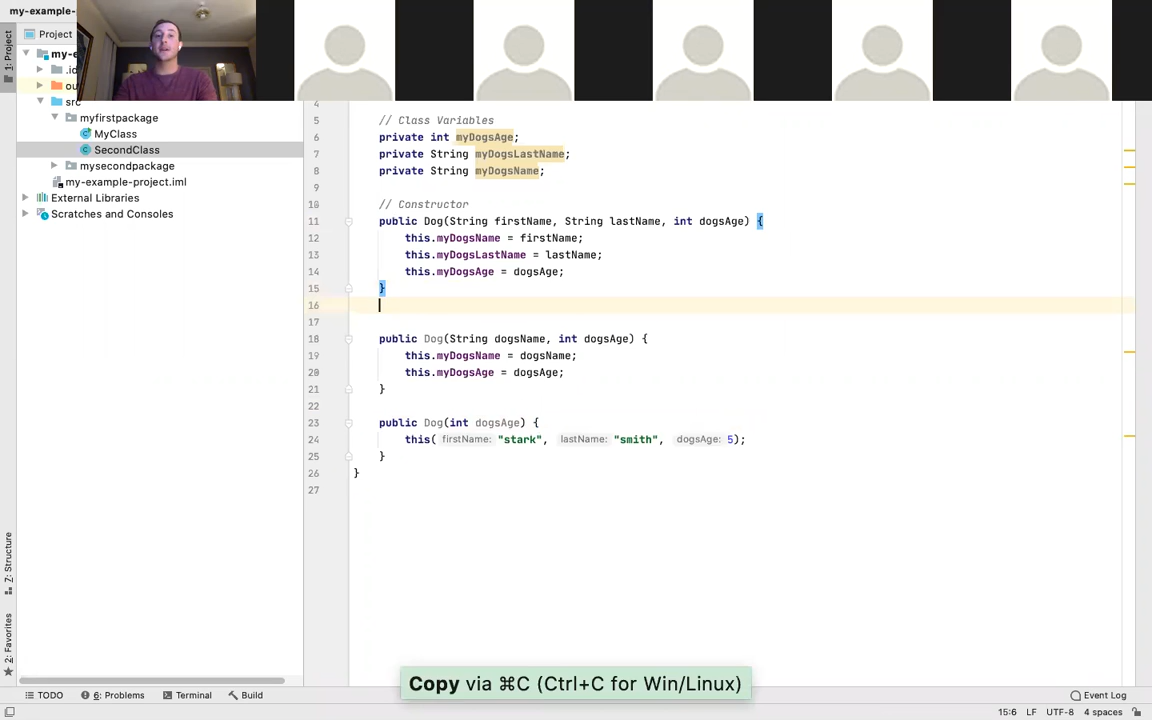 my-example-
Project
1: Project
my-e
.id
ou
src
myfirstpackage
MyClass
SecondClass
mysecondpackage
my-example-project.iml
External Libraries
Scratches and Consoles
4
5 // Class Variables
6 private int myDogsAge;
7 private String myDogsLastName;
8 private String myDogsName;
9
10 // Constructor
11 public Dog(String firstName, String lastName, int dogsAge) {
12 this.myDogsName = firstName;
13 this.myDogsLastName = lastName;
14 this.myDogsAge = dogsAge;
15 }
16
17
18 public Dog(String dogsName, int dogsAge) {
19 this.myDogsName = dogsName;
20 this.myDogsAge = dogsAge;
21 }
22
23 public Dog(int dogsAge) {
24 this( firstName: "stark", lastName: "smith", dogsAge: 5);
25 }
26 }
27
7: Structure
2: Favorites
Copy via ⌘C (Ctrl+C for Win/Linux)
TODO 6: Problems Terminal Build Event Log
15:6 LF UTF-8 4 spaces